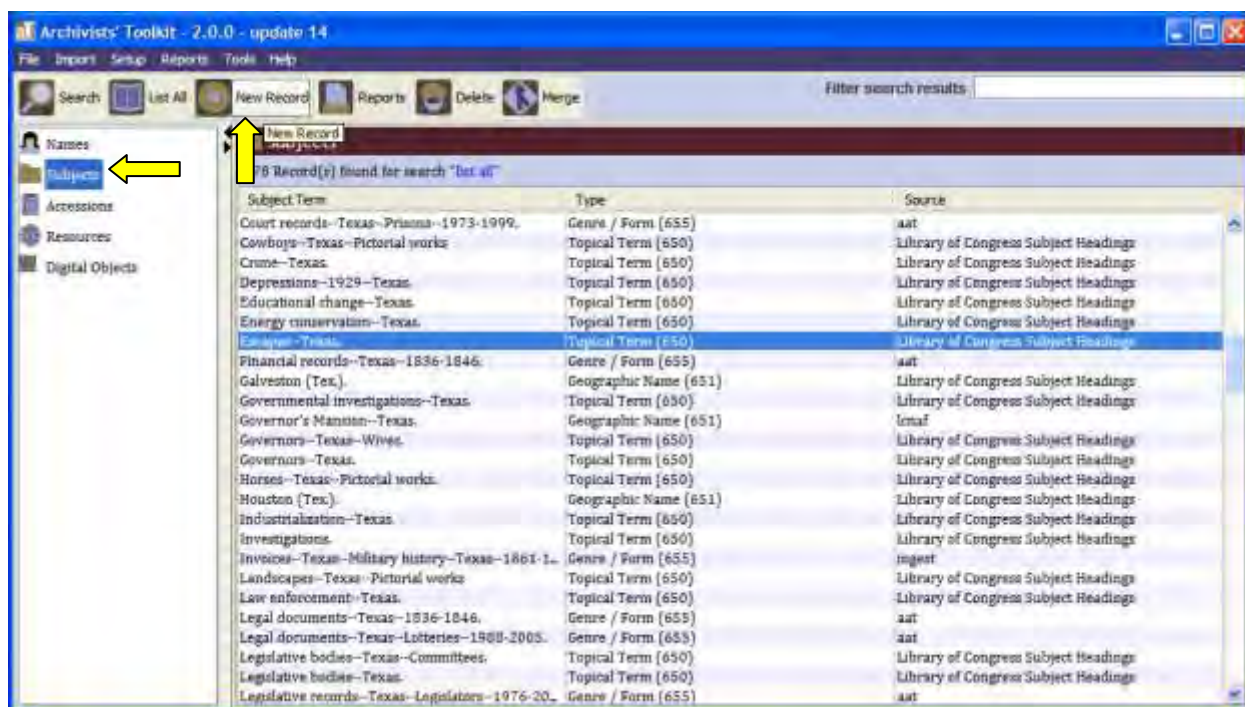 Archivists' Toolkit - 2.0.0 - update 14
File Import Setup Reports Tools Help
Search List All New Record Reports Delete Merge Filter search results
New Record
Names
Subjects
Subjects
Accessions
Resources
Digital Objects
78 Record(s) found for search "list all"
Subject Term Type Source
Court records--Texas--Prisons--1973-1999. Genre / Form (655) aat
Cowboys--Texas--Pictorial works Topical Term (650) Library of Congress Subject Headings
Crime--Texas. Topical Term (650) Library of Congress Subject Headings
Depressions--1929--Texas. Topical Term (650) Library of Congress Subject Headings
Educational change--Texas. Topical Term (650) Library of Congress Subject Headings
Energy conservation--Texas. Topical Term (650) Library of Congress Subject Headings
Escapes--Texas. Topical Term (650) Library of Congress Subject Headings
Financial records--Texas--1836-1846. Genre / Form (655) aat
Galveston (Tex.). Geographic Name (651) Library of Congress Subject Headings
Governmental investigations--Texas. Topical Term (650) Library of Congress Subject Headings
Governor's Mansion--Texas. Geographic Name (651) lcnaf
Governors--Texas--Wives. Topical Term (650) Library of Congress Subject Headings
Governors--Texas. Topical Term (650) Library of Congress Subject Headings
Horses--Texas--Pictorial works. Topical Term (650) Library of Congress Subject Headings
Houston (Tex.). Geographic Name (651) Library of Congress Subject Headings
Industrialization--Texas. Topical Term (650) Library of Congress Subject Headings
Investigations. Topical Term (650) Library of Congress Subject Headings
Invoices--Texas--Military history--Texas--1861-1... Genre / Form (655) ingest
Landscapes--Texas--Pictorial works Topical Term (650) Library of Congress Subject Headings
Law enforcement--Texas. Topical Term (650) Library of Congress Subject Headings
Legal documents--Texas--1836-1846. Genre / Form (655) aat
Legal documents--Texas--Lotteries--1988-2005. Genre / Form (655) aat
Legislative bodies--Texas--Committees. Topical Term (650) Library of Congress Subject Headings
Legislative bodies--Texas. Topical Term (650) Library of Congress Subject Headings
Legislative records--Texas--Legislators--1976-20... Genre / Form (655) aat